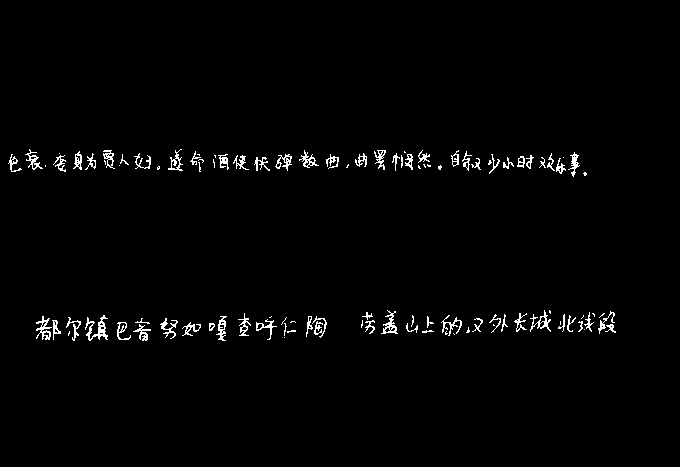 色衰,委身为贾人妇。遂命酒使快弹数曲,曲罢悯然。自叙少小时欢乐事,
都尔镇巴音努如嘎查呼仁陶 劳盖山上的汉外长城北线段